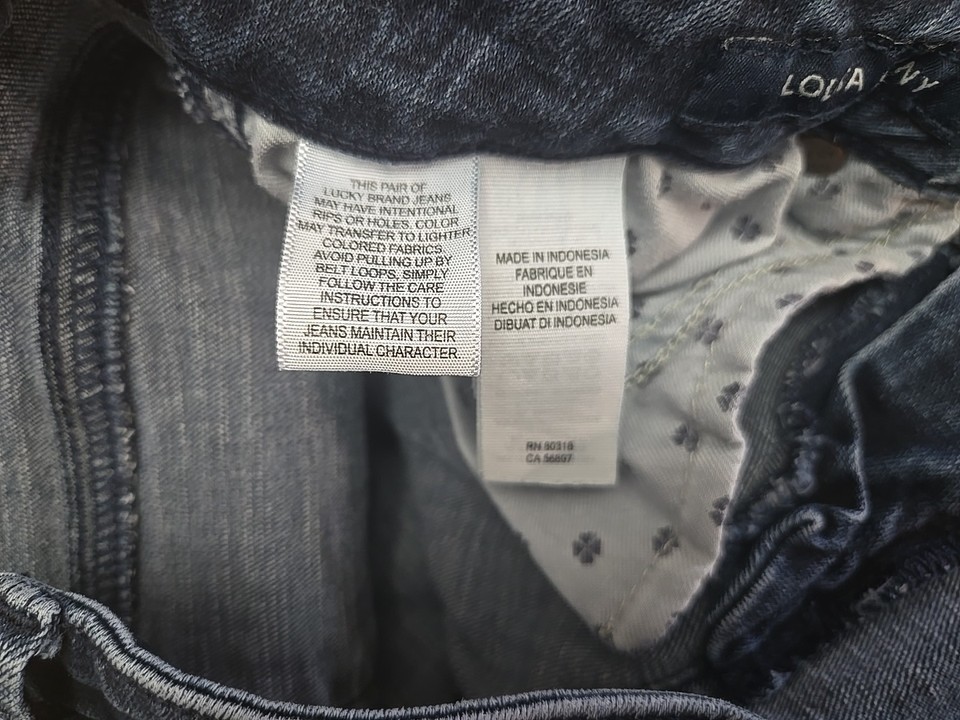 THIS PAIR OF
LUCKY BRAND JEANS
MAY HAVE INTENTIONAL
RIPS OR HOLES. COLOR
MAY TRANSFER TO LIGHTER
COLORED FABRICS.
AVOID PULLING UP BY
BELT LOOPS, SIMPLY
FOLLOW THE CARE
INSTRUCTIONS TO
ENSURE THAT YOUR
JEANS MAINTAIN THEIR
INDIVIDUAL CHARACTER.
MADE IN INDONESIA
FABRIQUE EN
INDONESIE
HECHO EN INDONESIA
DIBUAT DI INDONESIA
RN 80318
CA 56897